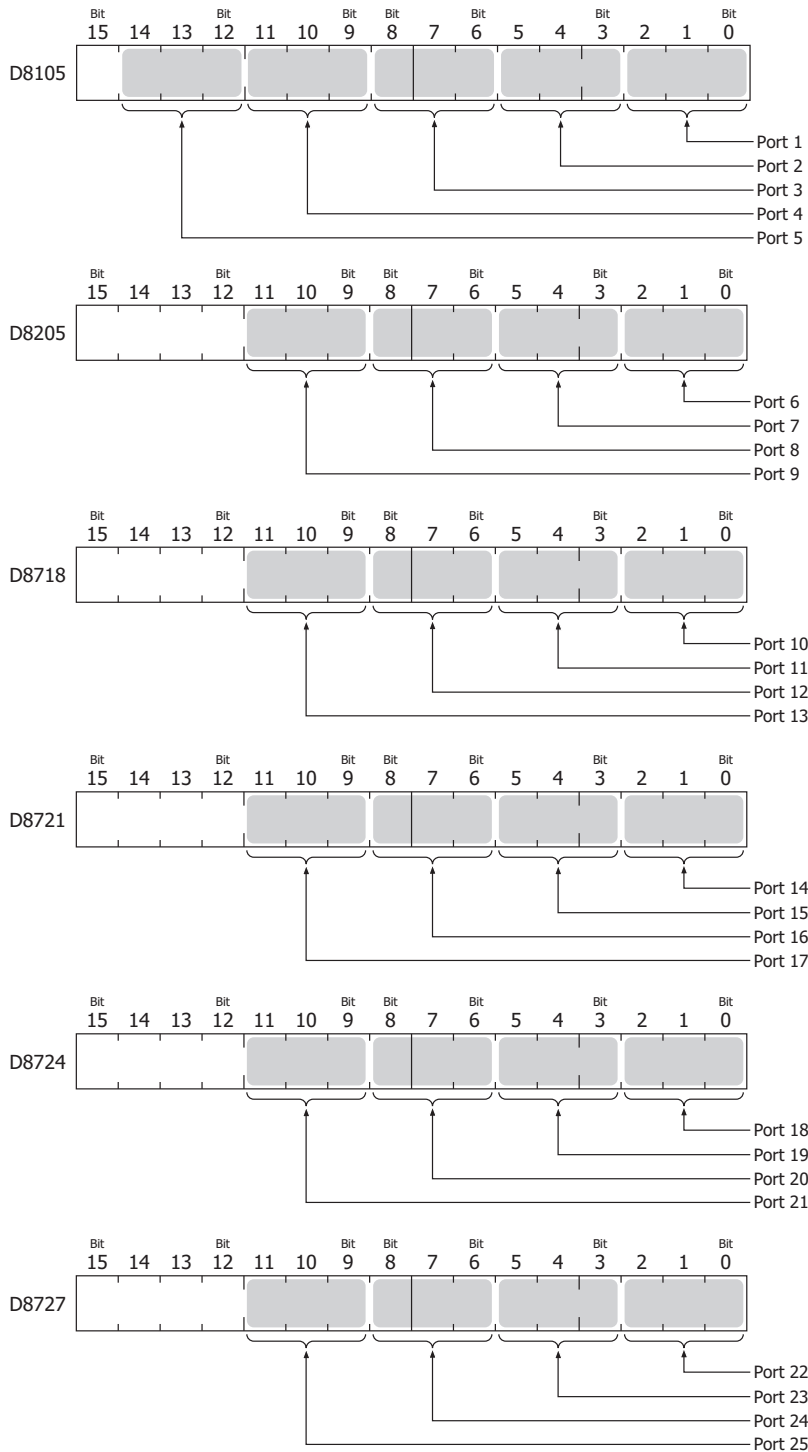 Bit Bit Bit Bit Bit Bit Bit
15 14 13 12 11 10 9 8 7 6 5 4 3 2 1 0
D8105
Port 1
Port 2
Port 3
Port 4
Port 5
Bit Bit Bit Bit Bit Bit Bit
15 14 13 12 11 10 9 8 7 6 5 4 3 2 1 0
D8205
Port 6
Port 7
Port 8
Port 9
Bit Bit Bit Bit Bit Bit Bit
15 14 13 12 11 10 9 8 7 6 5 4 3 2 1 0
D8718
Port 10
Port 11
Port 12
Port 13
Bit Bit Bit Bit Bit Bit Bit
15 14 13 12 11 10 9 8 7 6 5 4 3 2 1 0
D8721
Port 14
Port 15
Port 16
Port 17
Bit Bit Bit Bit Bit Bit Bit
15 14 13 12 11 10 9 8 7 6 5 4 3 2 1 0
D8724
Port 18
Port 19
Port 20
Port 21
Bit Bit Bit Bit Bit Bit Bit
15 14 13 12 11 10 9 8 7 6 5 4 3 2 1 0
D8727
Port 22
Port 23
Port 24
Port 25